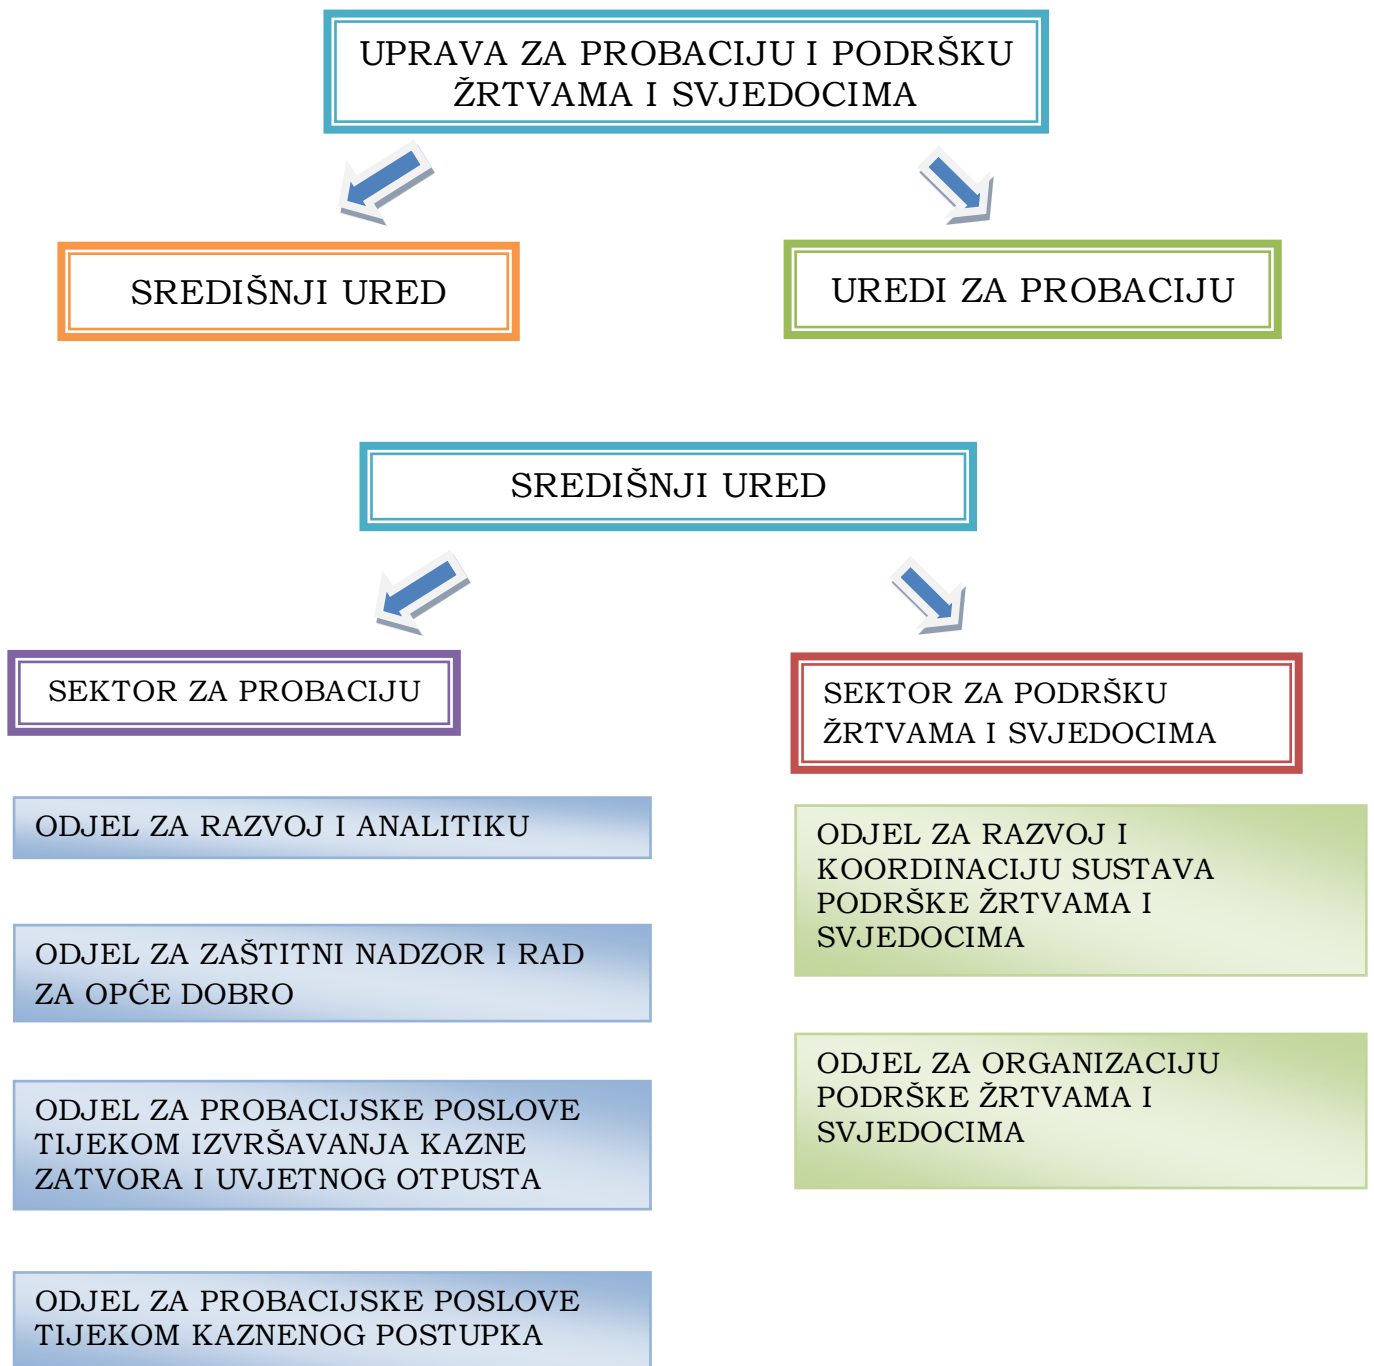 UPRAVA ZA PROBACIJU I PODRŠKU
ŽRTVAMA I SVJEDOCIMA
SREDIŠNJI URED
UREDI ZA PROBACIJU
SREDIŠNJI URED
SEKTOR ZA PROBACIJU
SEKTOR ZA PODRŠKU
ŽRTVAMA I SVJEDOCIMA
ODJEL ZA RAZVOJ I ANALITIKU
ODJEL ZA ZAŠTITNI NADZOR I RAD
ZA OPĆE DOBRO
ODJEL ZA PROBACIJSKE POSLOVE
TIJEKOM IZVRŠAVANJA KAZNE
ZATVORA I UVJETNOG OTPUSTA
ODJEL ZA PROBACIJSKE POSLOVE
TIJEKOM KAZNENOG POSTUPKA
ODJEL ZA RAZVOJ I
KOORDINACIJU SUSTAVA
PODRŠKE ŽRTVAMA I
SVJEDOCIMA
ODJEL ZA ORGANIZACIJU
PODRŠKE ŽRTVAMA I
SVJEDOCIMA